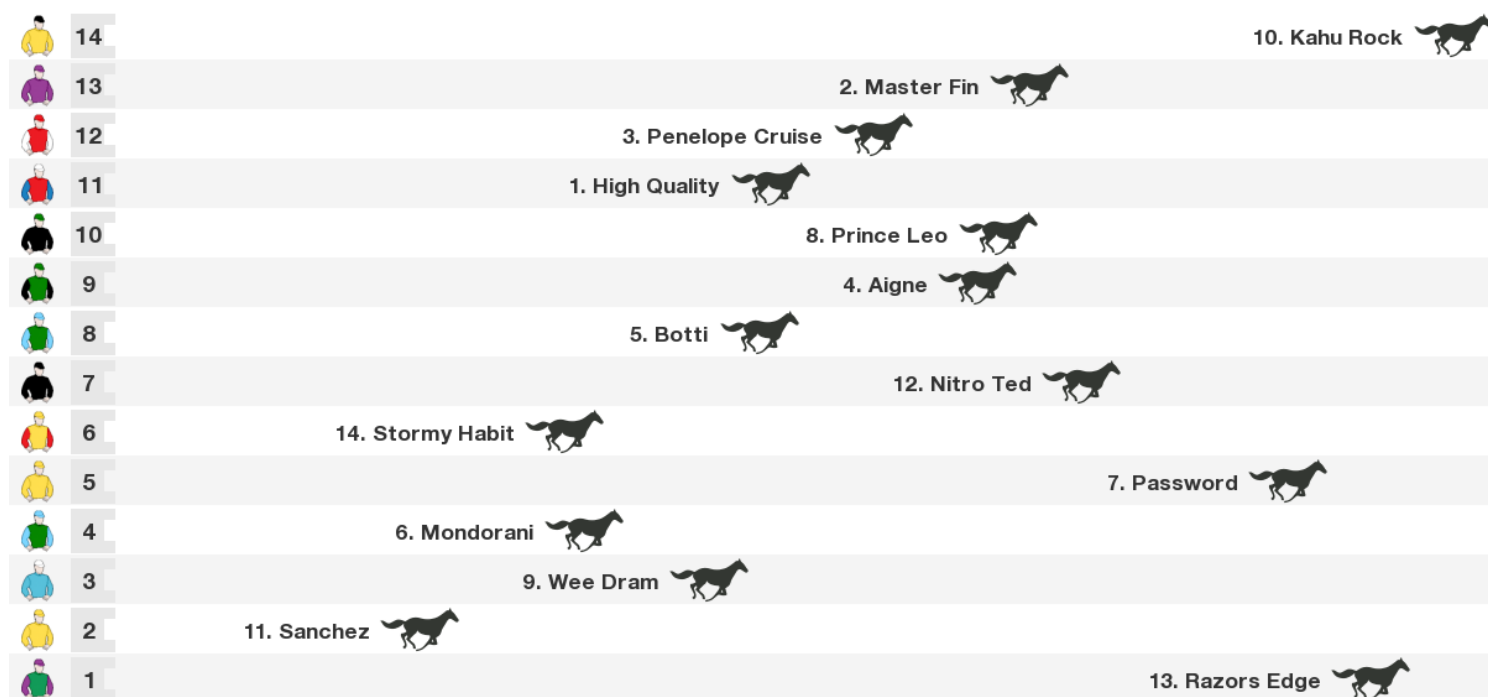 14 10. Kahu Rock
13 2. Master Fin
12 3. Penelope Cruise
11 1. High Quality
10 8. Prince Leo
9 4. Aigne
8 5. Botti
7 12. Nitro Ted
6 14. Stormy Habit
5 7. Password
4 6. Mondorani
3 9. Wee Dram
2 11. Sanchez
1 13. Razors Edge